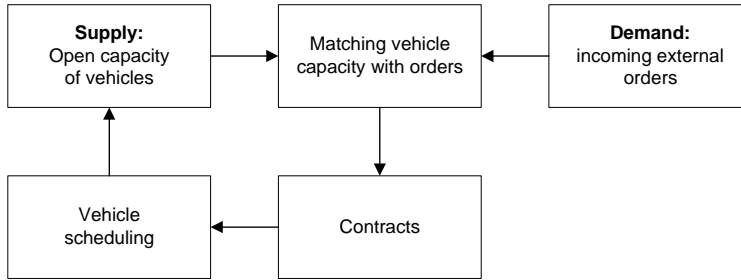 Supply:
Open capacity
of vehicles
Matching vehicle
capacity with orders
Demand:
incoming external
orders
Vehicle
scheduling
Contracts